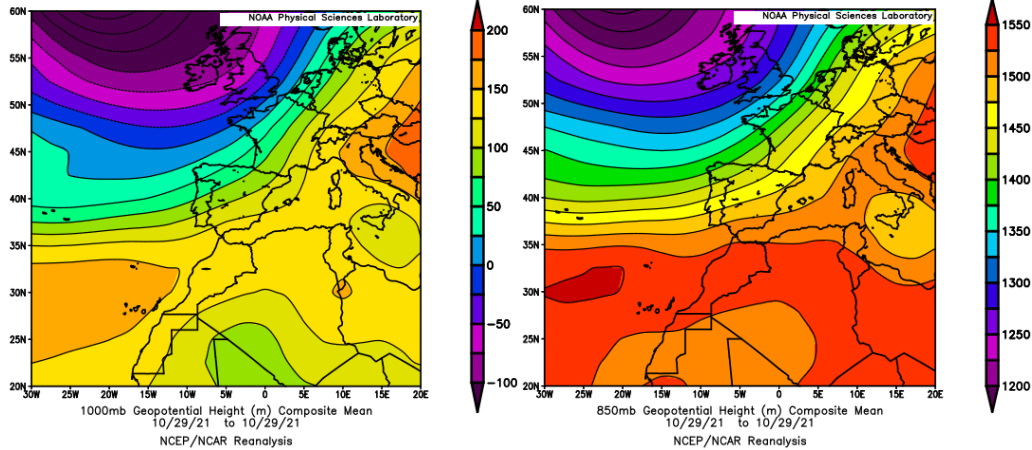 NOAA Physical Sciences Laboratory
60N
55N
50N
45N
40N
35N
30N
25N
20N
30W 25W 20W 15W 10W 5W 0 5E 10E 15E 20E
200
150
100
50
0
−50
−100
1000mb Geopotential Height (m) Composite Mean
10/29/21 to 10/29/21
NCEP/NCAR Reanalysis
NOAA Physical Sciences Laboratory
60N
55N
50N
45N
40N
35N
30N
25N
20N
30W 25W 20W 15W 10W 5W 0 5E 10E 15E 20E
1550
1500
1450
1400
1350
1300
1250
1200
850mb Geopotential Height (m) Composite Mean
10/29/21 to 10/29/21
NCEP/NCAR Reanalysis